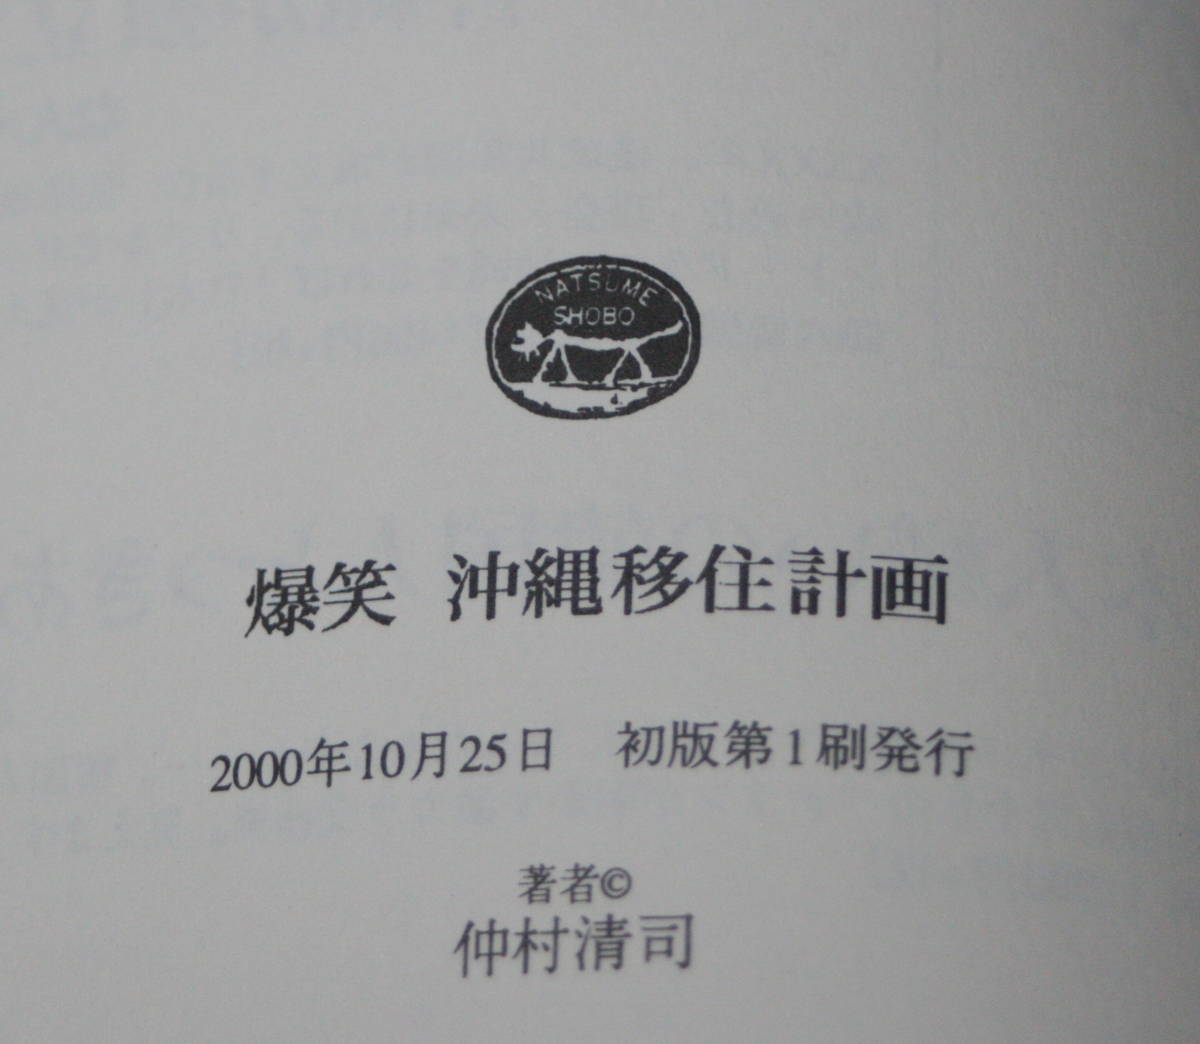 NATSUME
SHOBO
爆笑 沖縄移住計画
2000年10月25日 初版第1刷発行
著者©
仲村清司